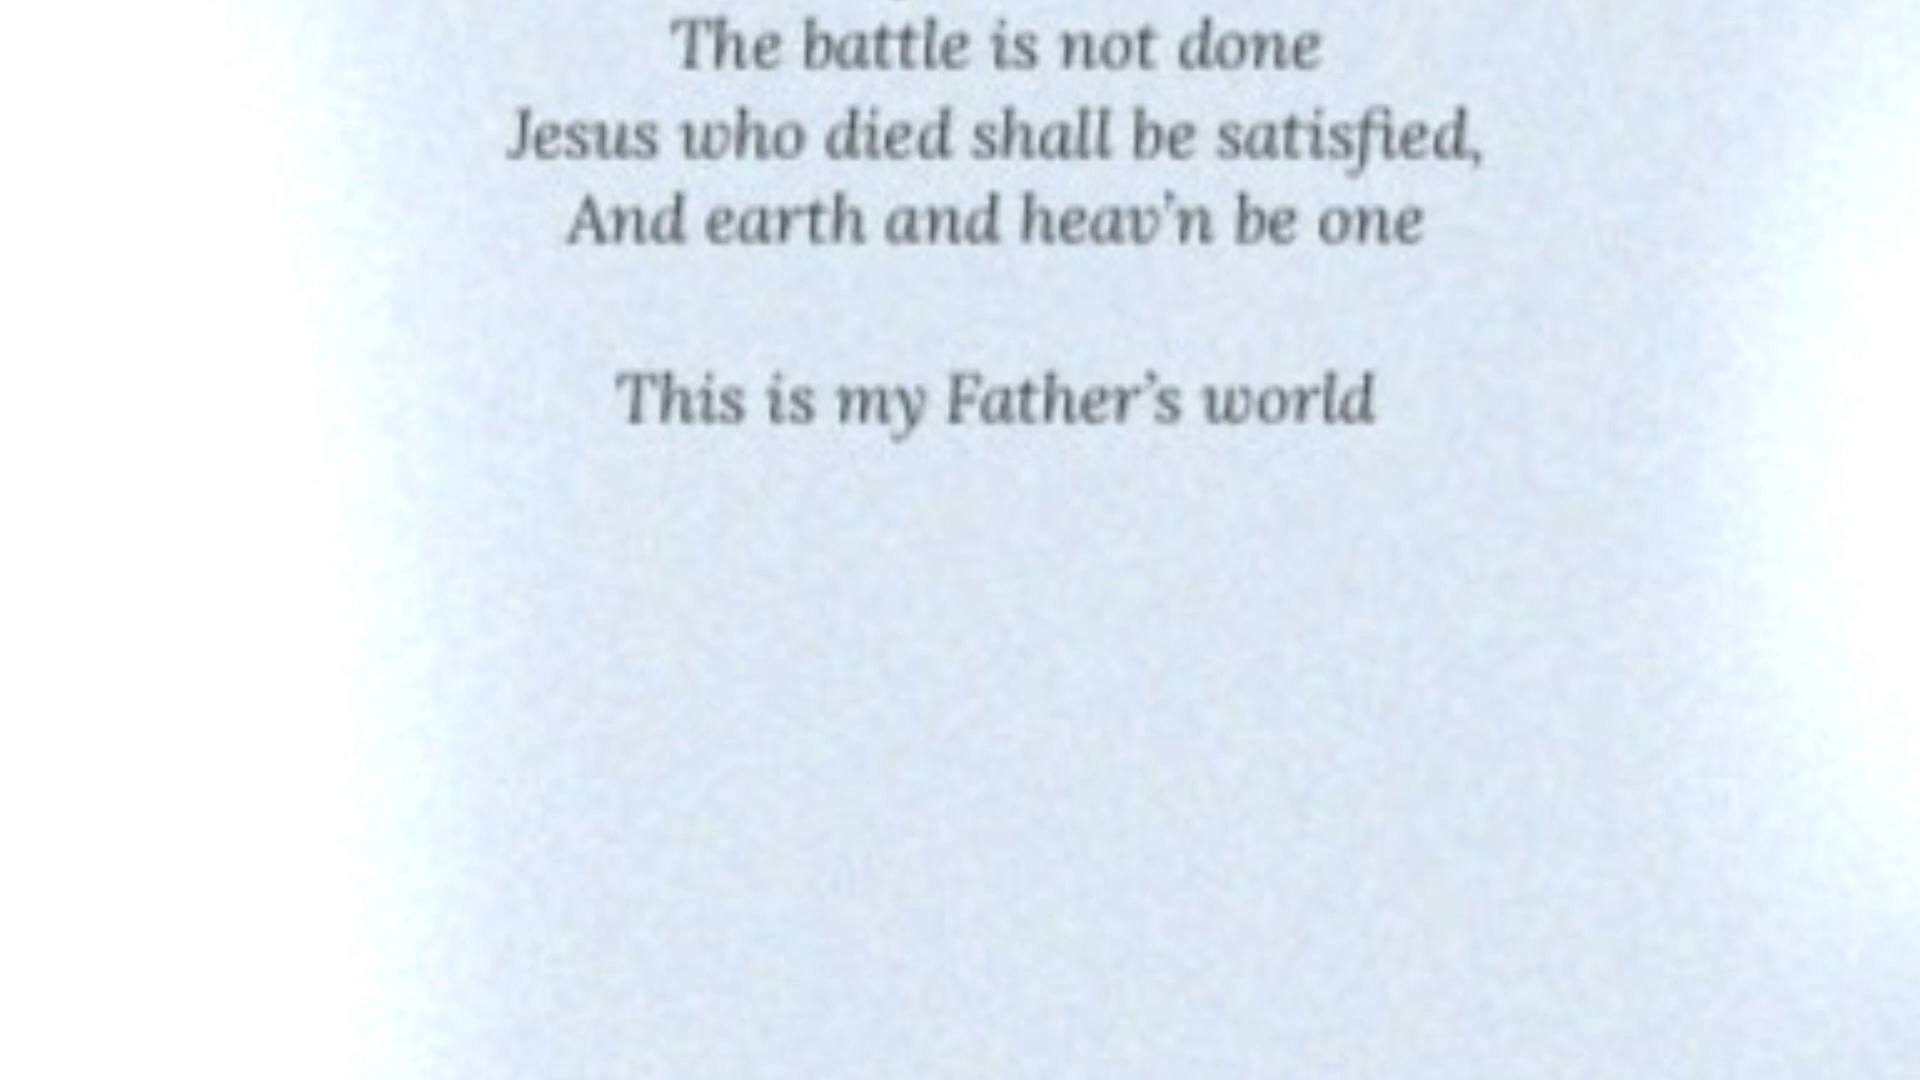 The battle is not done
Jesus who died shall be satisfied,
And earth and heav’n be one
This is my Father’s world